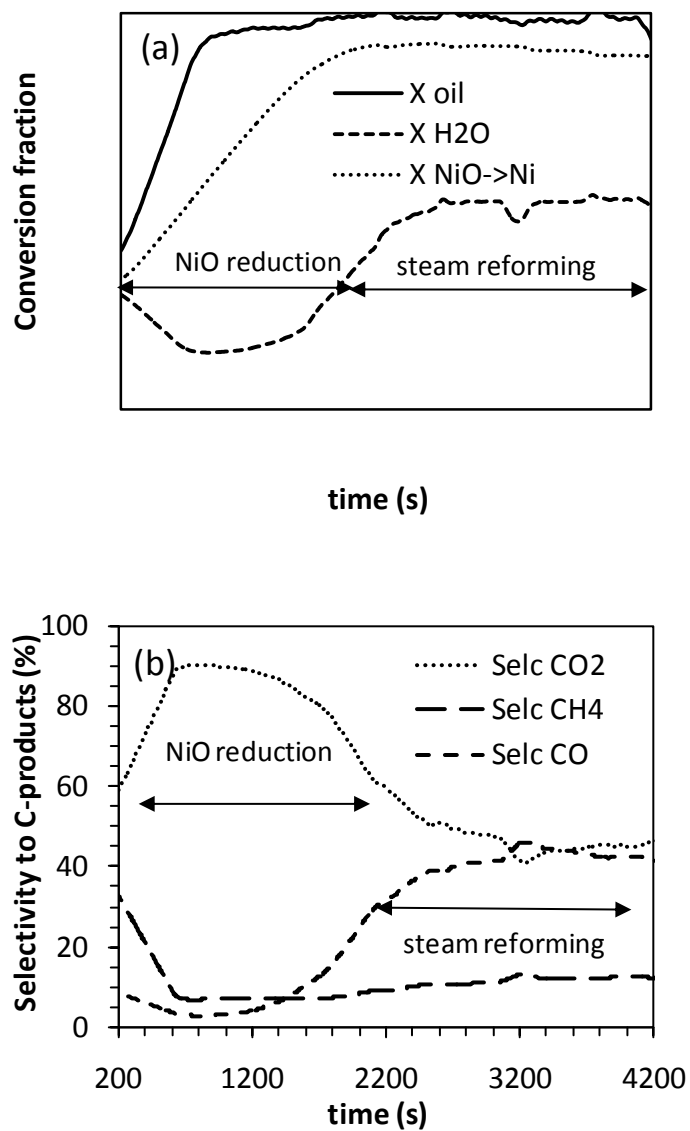 (a)
Conversion fraction
X oil
X H2O
X NiO->Ni
NiO reduction
steam reforming
time (s)
(b)
Selectivity to C-products (%)
100
80
60
40
20
0
Selc CO2
Selc CH4
Selc CO
NiO reduction
steam reforming
200 1200 2200 3200 4200
time (s)